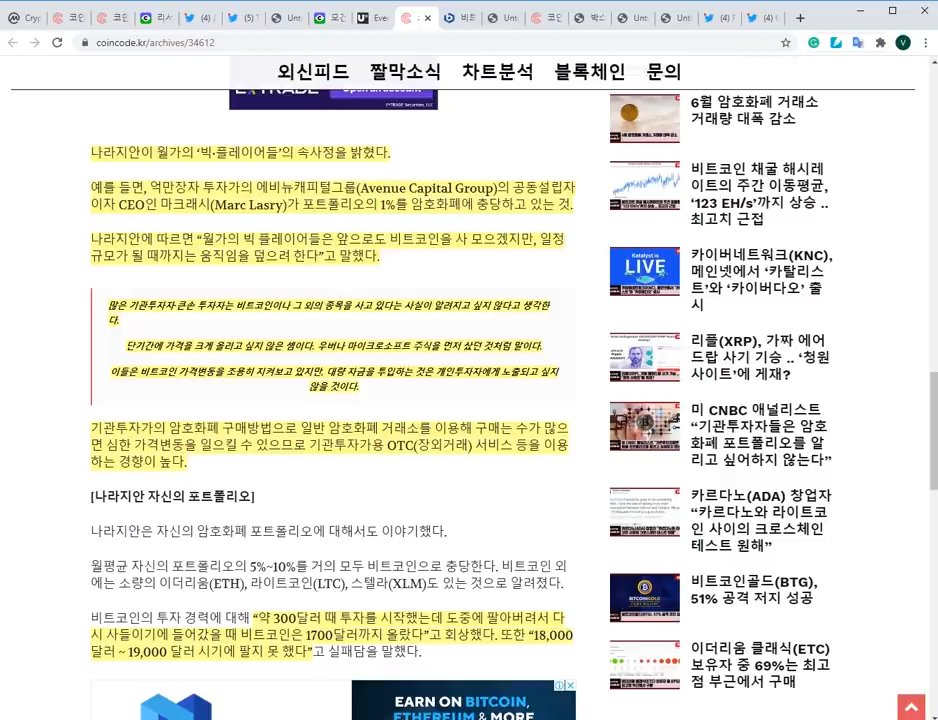 coincode.kr/archives/34612
외신피드 짤막소식 차트분석 블록체인 문의
EXTRADE Securities, LLC
나라지안이 월가의 ‘빅·플레이어들’의 속사정을 밝혔다.
예를 들면, 억만장자 투자가의 에비뉴캐피털그룹(Avenue Capital Group)의 공동설립자
이자 CEO인 마크래시(Marc Lasry)가 포트폴리오의 1%를 암호화폐에 충당하고 있는 것.
나라지안에 따르면 “월가의 빅 플레이어들은 앞으로도 비트코인을 사 모으겠지만, 일정
규모가 될 때까지는 움직임을 덮으려 한다”고 말했다.
많은 기관투자자·큰손 투자자는 비트코인이나 그 외의 종목을 사고 있다는 사실이 알려지고 싶지 않다고 생각한
다.
단기간에 가격을 크게 올리고 싶지 않은 셈이다. 우버나 마이크로소프트 주식을 먼저 샀던 것처럼 말이다.
이들은 비트코인 가격변동을 조용히 지켜보고 있지만, 대량 자금을 투입하는 것은 개인투자자에게 노출되고 싶지
않을 것이다.
기관투자가의 암호화폐 구매방법으로 일반 암호화폐 거래소를 이용해 구매는 수가 많으
면 심한 가격변동을 일으킬 수 있으므로 기관투자가용 OTC(장외거래) 서비스 등을 이용
하는 경향이 높다.
[나라지안 자신의 포트폴리오]
나라지안은 자신의 암호화폐 포트폴리오에 대해서도 이야기했다.
월평균 자신의 포트폴리오의 5%~10%를 거의 모두 비트코인으로 충당한다. 비트코인 외
에는 소량의 이더리움(ETH), 라이트코인(LTC), 스텔라(XLM)도 있는 것으로 알려졌다.
비트코인의 투자 경력에 대해 “약 300달러 때 투자를 시작했는데 도중에 팔아버려서 다
시 사들이기에 들어갔을 때 비트코인은 1700달러까지 올랐다”고 회상했다. 또한 “18,000
달러 ~ 19,000 달러 시기에 팔지 못 했다”고 실패담을 말했다.
EARN ON BITCOIN,
ETHEREUM & MORE
6월 암호화폐 거래소
거래량 대폭 감소
비트코인 채굴 해시레
이트의 주간 이동평균,
‘123 EH/s’까지 상승 ..
최고치 근접
Katalyst is
LIVE
카이버네트워크(KNC),
메인넷에서 ‘카탈리스
트’와 ‘카이버다오’ 출
시
리플(XRP), 가짜 에어
드랍 사기 기승 .. ‘청원
사이트’에 게재?
미 CNBC 애널리스트
“기관투자자들은 암호
화폐 포트폴리오를 알
리고 싶어하지 않는다”
카르다노(ADA) 창업자
“카르다노와 라이트코
인 사이의 크로스체인
테스트 원해”
비트코인골드(BTG),
51% 공격 저지 성공
이더리움 클래식(ETC)
보유자 중 69%는 최고
점 부근에서 구매